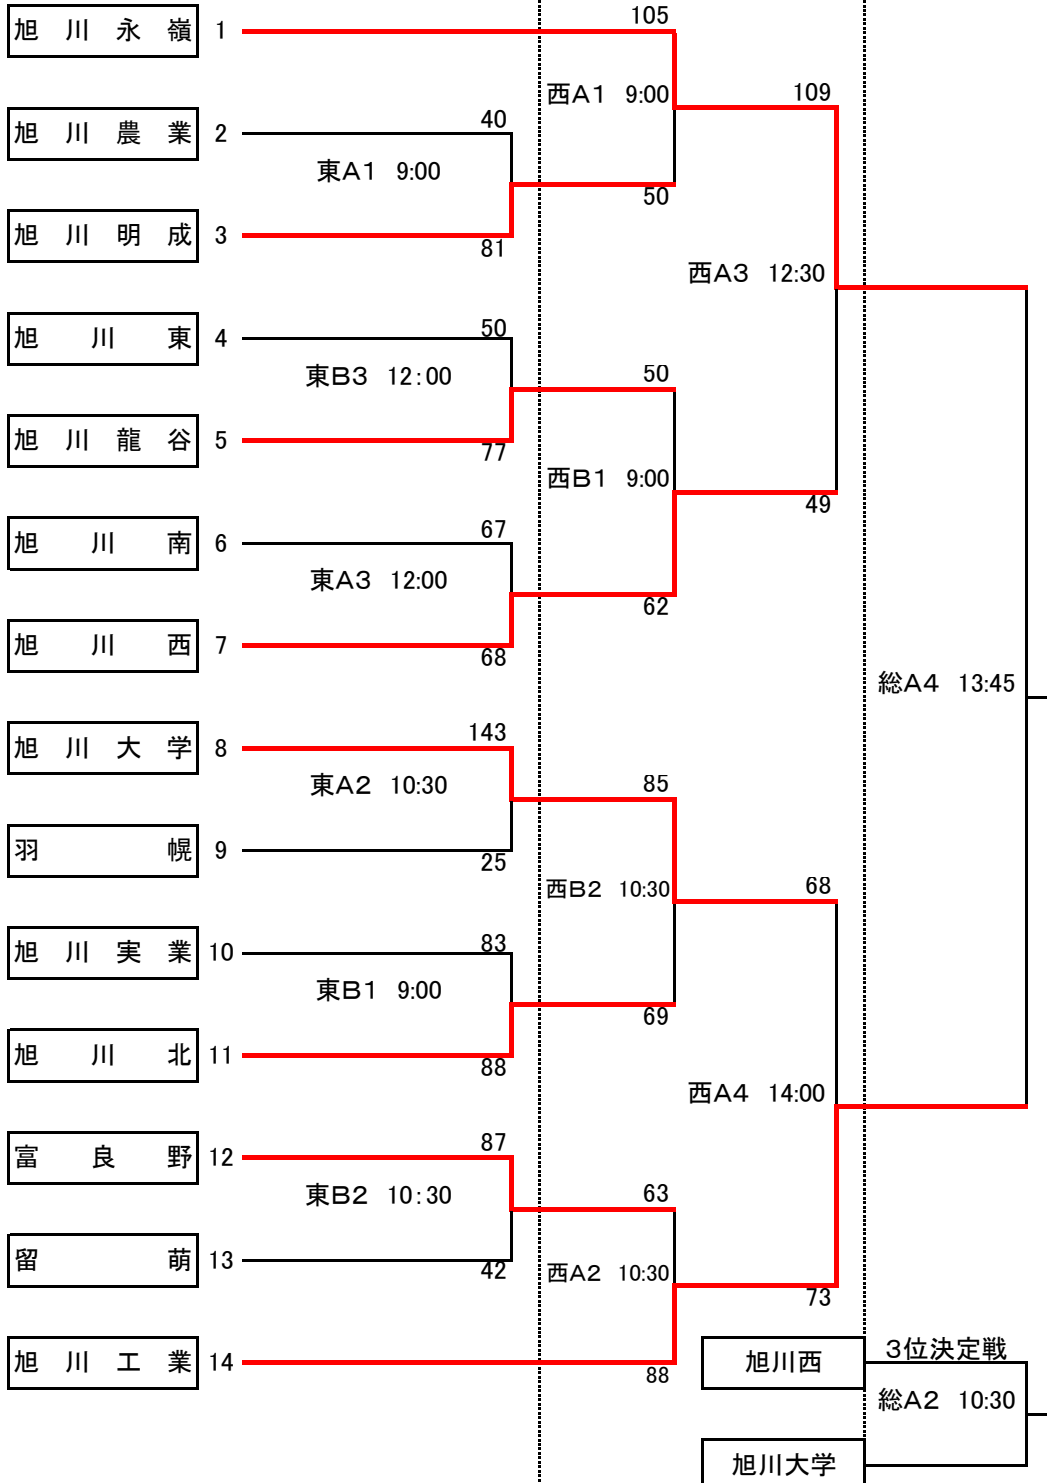 105
旭川永嶺 1
西A1 9:00
109
40
旭川農業 2
東A1 9:00
50
旭川明成 3
81
西A3 12:30
50
旭川東 4
50
東B3 12:00
旭川龍谷 5
77
西B1 9:00
49
67
旭川南 6
東A3 12:00
62
旭川西 7
68
総A4 13:45
143
旭川大学 8
85
東A2 10:30
羽幌 9
25
西B2 10:30
68
83
旭川実業 10
東B1 9:00
69
旭川北 11
88
西A4 14:00
87
富良野 12
63
東B2 10:30
留萌 13
42
西A2 10:30
73
3位決定戦
旭川工業 14
88
旭川西
総A2 10:30
旭川大学